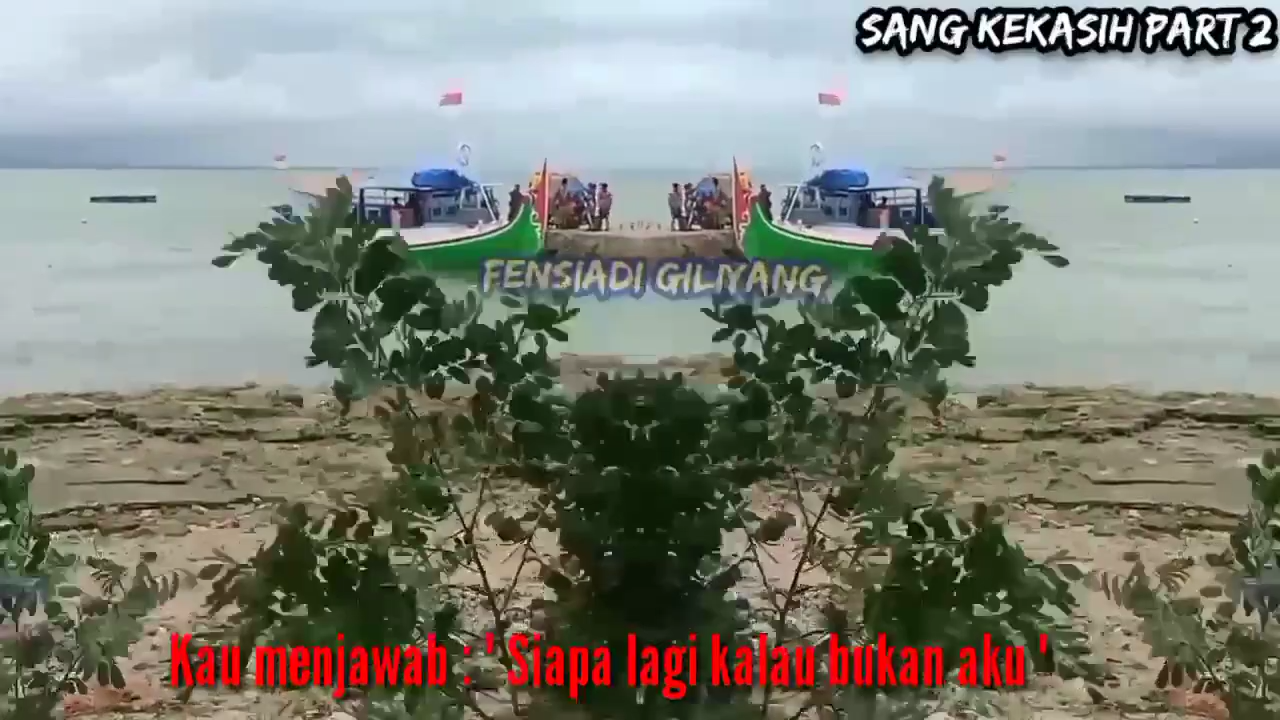 SANG KEKASIH PART 2
FENSIADI GILIYANG
Kau menjawab : ' Siapa lagi kalau bukan aku '